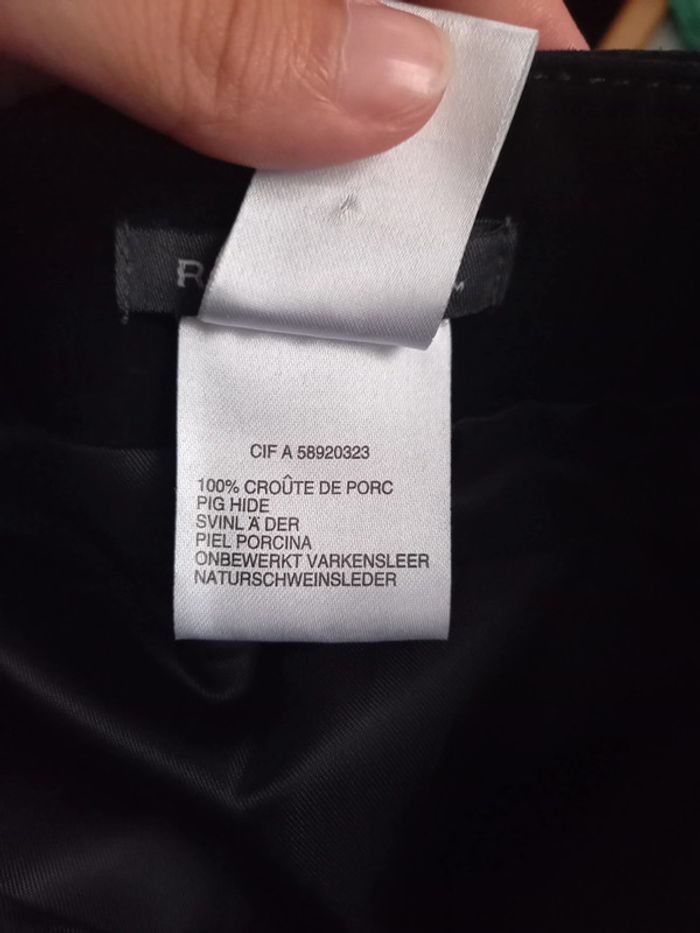 CIF A 58920323
100% CROÛTE DE PORC
PIG HIDE
SVINL Ä DER
PIEL PORCINA
ONBEWERKT VARKENSLEER
NATURSCHWEINSLEDER